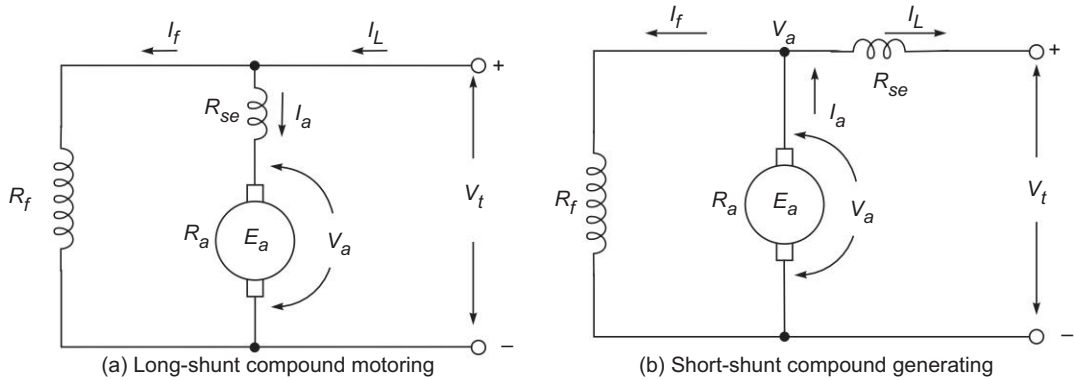 I_f
I_L
+
R_se
I_a
R_f
R_a
E_a
V_a
V_t
–
(a) Long-shunt compound motoring
I_f
V_a
I_L
+
R_se
I_a
R_f
R_a
E_a
V_a
V_t
–
(b) Short-shunt compound generating